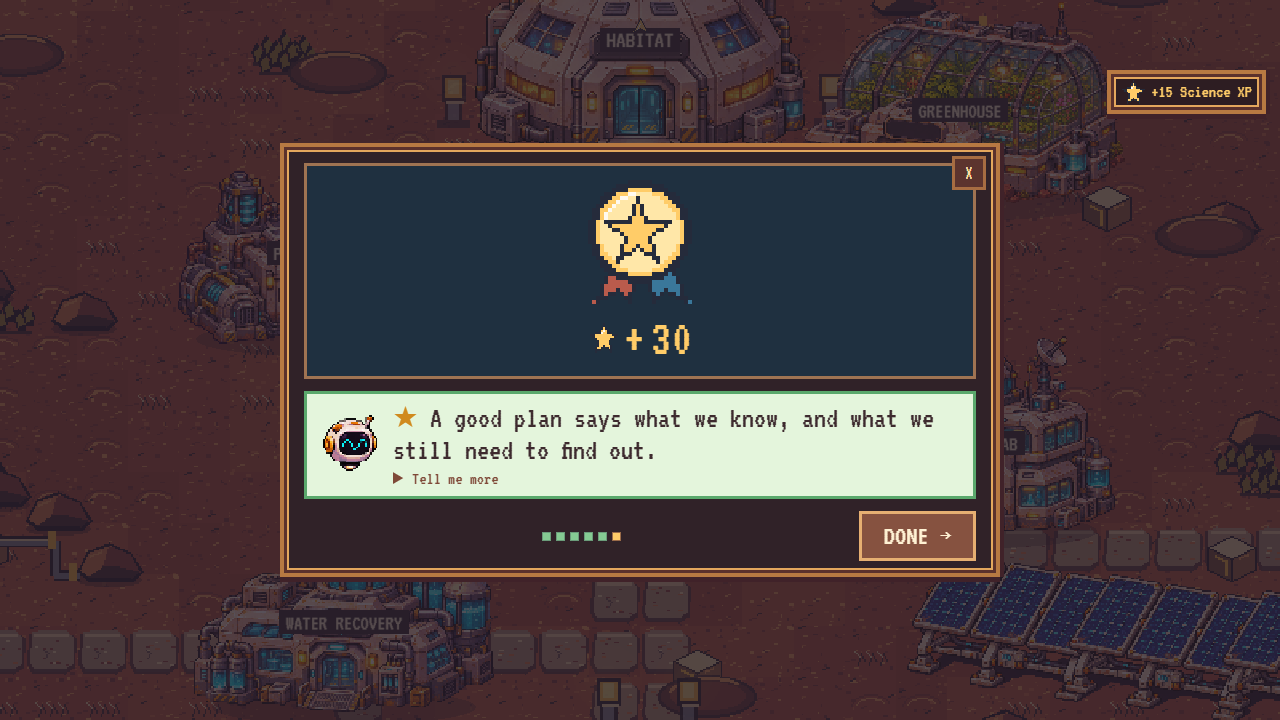 HABITAT
GREENHOUSE
+15 Science XP
X
+30
A good plan says what we know, and what we
still need to find out.
Tell me more
AB
DONE →
WATER RECOVERY